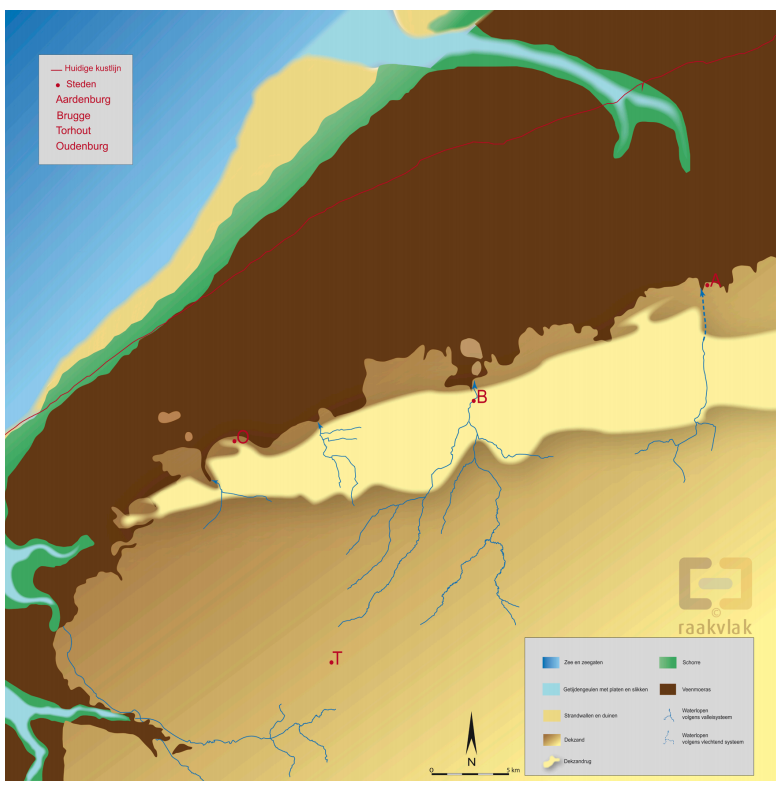 Huidige kustlijn
Steden
Aardenburg
Brugge
Torhout
Oudenburg
A
B
O
T
©
raakvlak
Zee en zeegaten
Schorre
Getijdengeulen met platen en slikken
Veenmoeras
Strandwallen en duinen
Waterlopen
volgens valleisysteem
Dekzand
Waterlopen
volgens vlechtend systeem
Dekzandrug
N
0
5 km